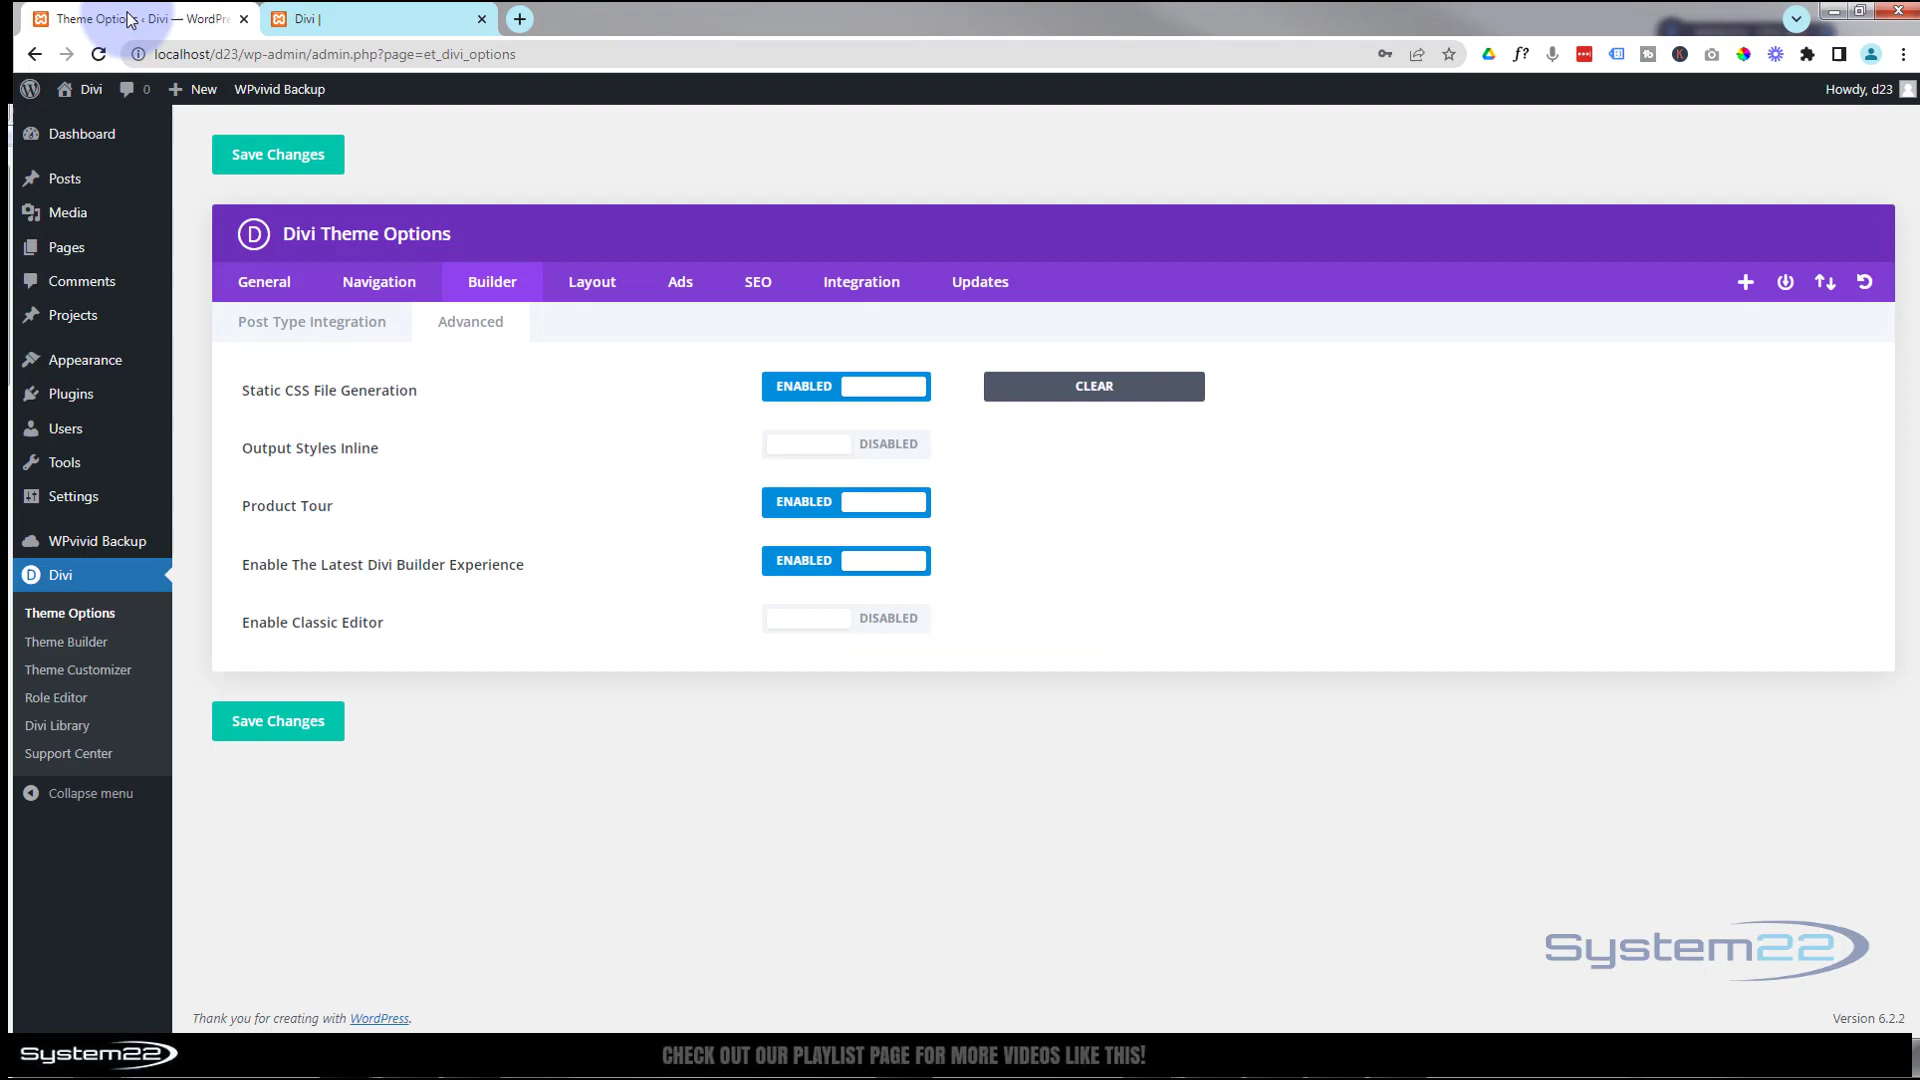 Theme Options ‹ Divi — WordPre
Divi |
localhost/d23/wp-admin/admin.php?page=et_divi_options
Divi
0
New
WPvivid Backup
Howdy, d23
Dashboard
Posts
Media
Pages
Comments
Projects
Appearance
Plugins
Users
Tools
Settings
WPvivid Backup
Divi
Theme Options
Theme Builder
Theme Customizer
Role Editor
Divi Library
Support Center
Collapse menu
Save Changes
Divi Theme Options
General Navigation Builder Layout Ads SEO Integration Updates
Post Type Integration Advanced
Static CSS File Generation ENABLED CLEAR
Output Styles Inline DISABLED
Product Tour ENABLED
Enable The Latest Divi Builder Experience ENABLED
Enable Classic Editor DISABLED
Save Changes
System22
Thank you for creating with WordPress.
Version 6.2.2
System22
CHECK OUT OUR PLAYLIST PAGE FOR MORE VIDEOS LIKE THIS!